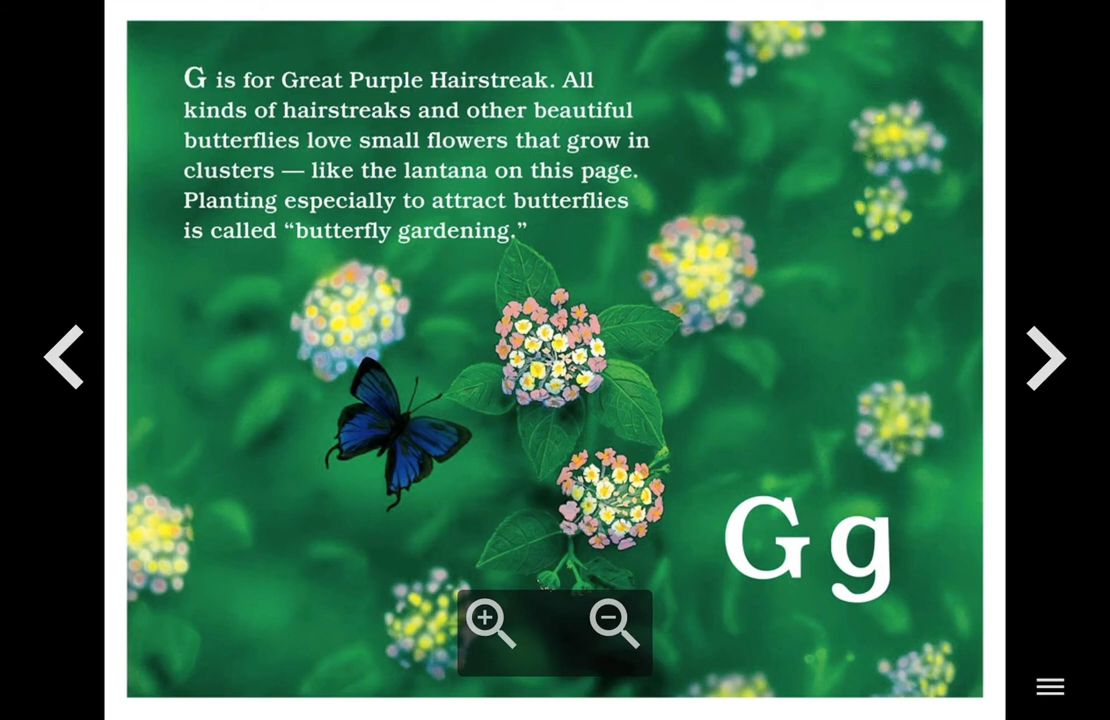 G is for Great Purple Hairstreak. All
kinds of hairstreaks and other beautiful
butterflies love small flowers that grow in
clusters — like the lantana on this page.
Planting especially to attract butterflies
is called “butterfly gardening.”
G g